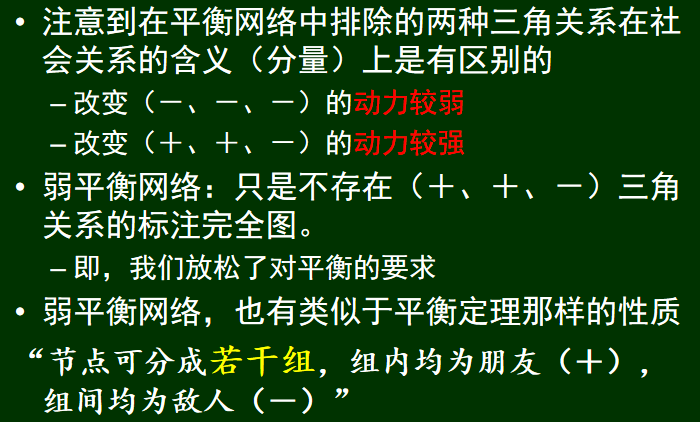 • 注意到在平衡网络中排除的两种三角关系在社
会关系的含义（分量）上是有区别的
– 改变（－、－、－）的动力较弱
– 改变（＋、＋、－）的动力较强
• 弱平衡网络：只是不存在（＋、＋、－）三角
关系的标注完全图。
– 即，我们放松了对平衡的要求
• 弱平衡网络，也有类似于平衡定理那样的性质
“节点可分成若干组，组内均为朋友（＋），
组间均为敌人（－）”